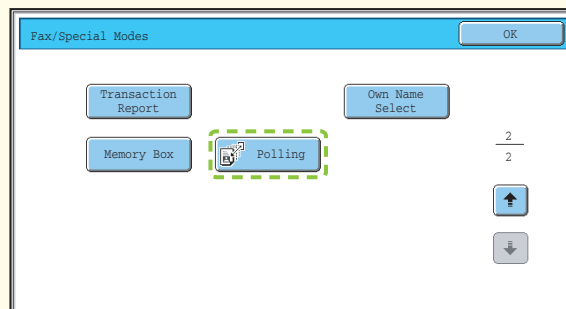 Fax/Special Modes
OK
Transaction
Report
Own Name
Select
Memory Box
Polling
2
2